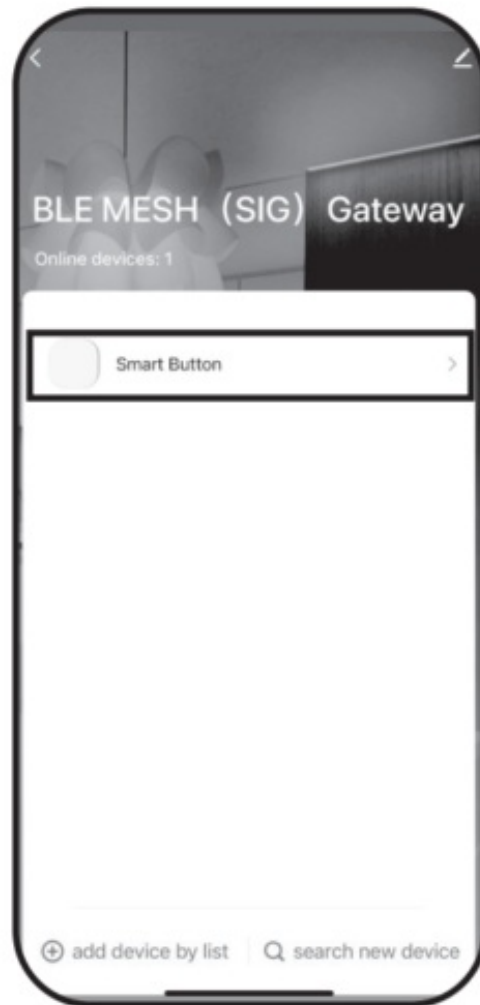 BLE MESH（SIG） Gateway
Online devices: 1
Smart Button
add device by list
search new device